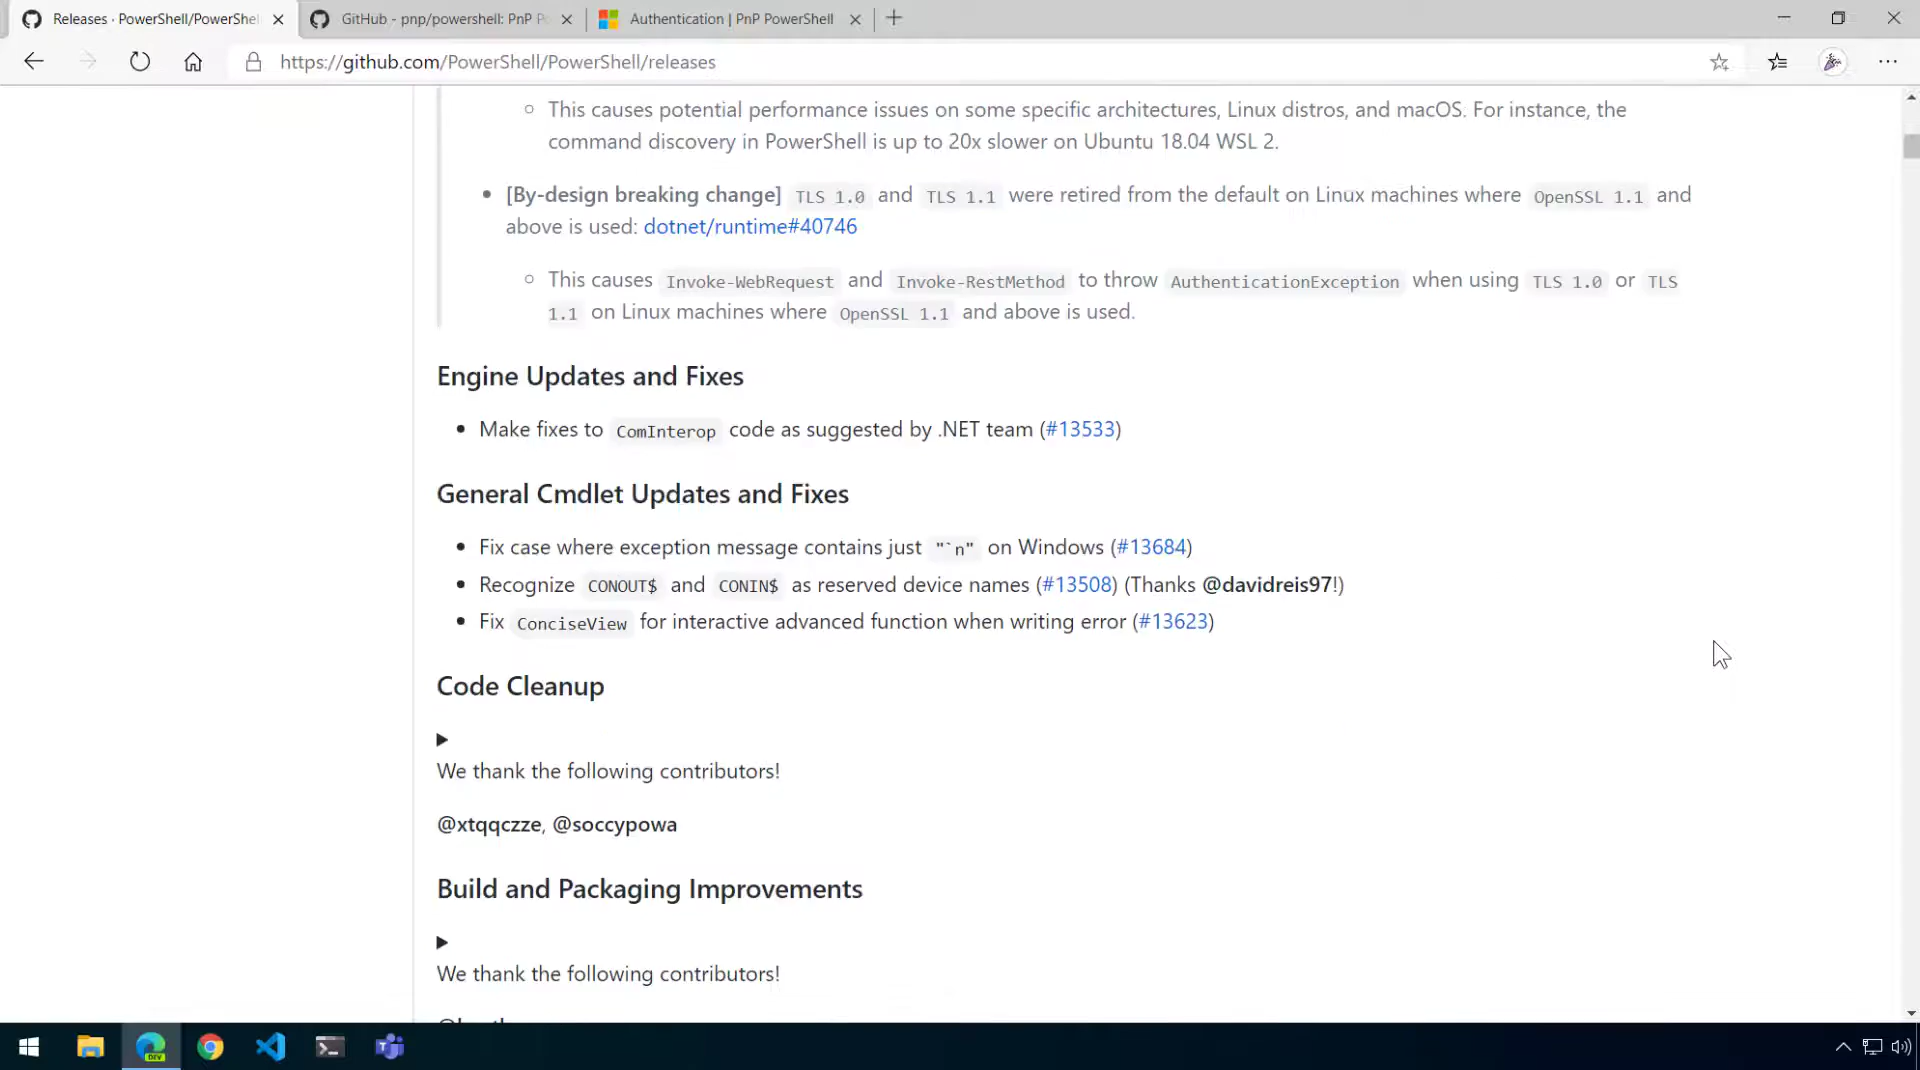 Releases · PowerShell/PowerShel
GitHub - pnp/powershell: PnP P
Authentication | PnP PowerShell
https://github.com/PowerShell/PowerShell/releases
This causes potential performance issues on some specific architectures, Linux distros, and macOS. For instance, the
command discovery in PowerShell is up to 20x slower on Ubuntu 18.04 WSL 2.
[By-design breaking change] TLS 1.0 and TLS 1.1 were retired from the default on Linux machines where OpenSSL 1.1 and
above is used: dotnet/runtime#40746
This causes Invoke-WebRequest and Invoke-RestMethod to throw AuthenticationException when using TLS 1.0 or TLS
1.1 on Linux machines where OpenSSL 1.1 and above is used.
Engine Updates and Fixes
Make fixes to ComInterop code as suggested by .NET team (#13533)
General Cmdlet Updates and Fixes
Fix case where exception message contains just "`n" on Windows (#13684)
Recognize CONOUT$ and CONIN$ as reserved device names (#13508) (Thanks @davidreis97!)
Fix ConciseView for interactive advanced function when writing error (#13623)
Code Cleanup
We thank the following contributors!
@xtqqczze, @soccypowa
Build and Packaging Improvements
We thank the following contributors!
DEV